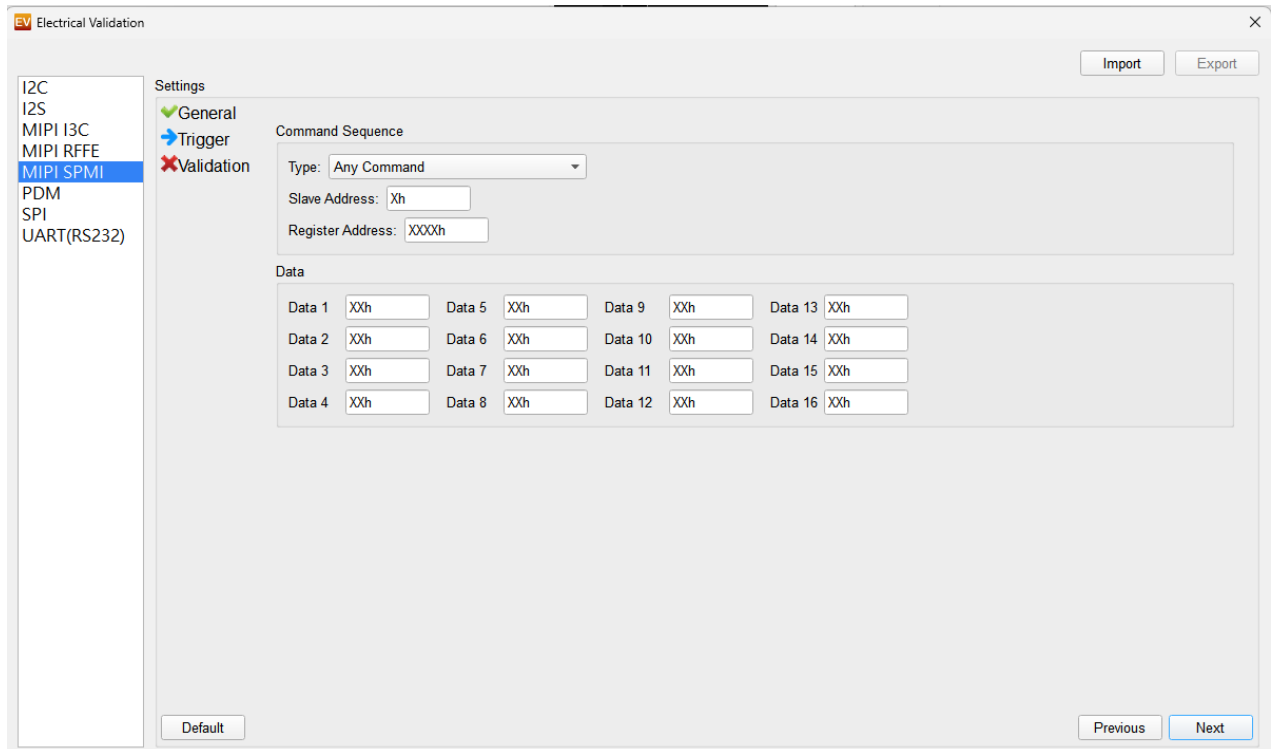 EV Electrical Validation
Import Export
I2C
I2S
MIPI I3C
MIPI RFFE
MIPI SPMI
PDM
SPI
UART(RS232)
Settings
General
Trigger
Validation
Command Sequence
Type: Any Command
Slave Address: Xh
Register Address: XXXXh
Data
Data 1 XXh Data 5 XXh Data 9 XXh Data 13 XXh
Data 2 XXh Data 6 XXh Data 10 XXh Data 14 XXh
Data 3 XXh Data 7 XXh Data 11 XXh Data 15 XXh
Data 4 XXh Data 8 XXh Data 12 XXh Data 16 XXh
Default Previous Next